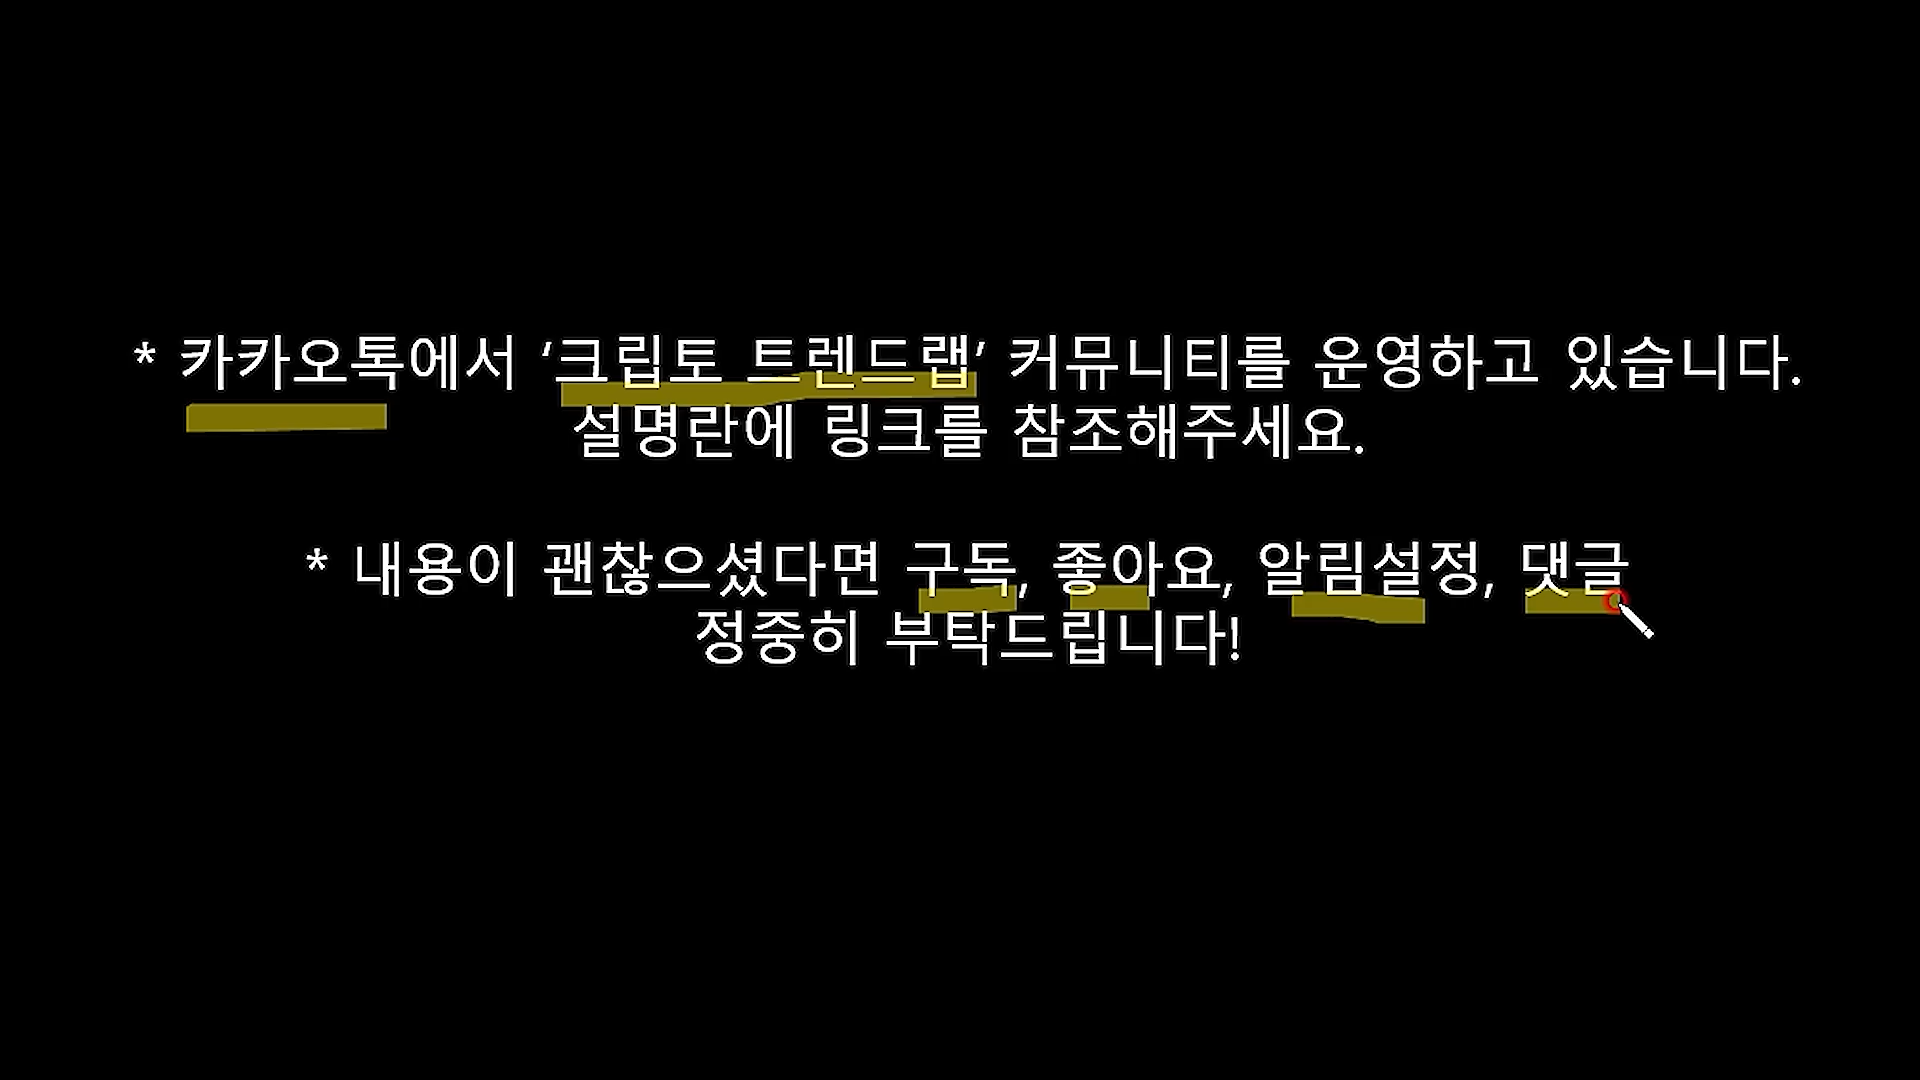 * 카카오톡에서 ‘크립토 트렌드랩’ 커뮤니티를 운영하고 있습니다.
설명란에 링크를 참조해주세요.
* 내용이 괜찮으셨다면 구독, 좋아요, 알림설정, 댓글
정중히 부탁드립니다!